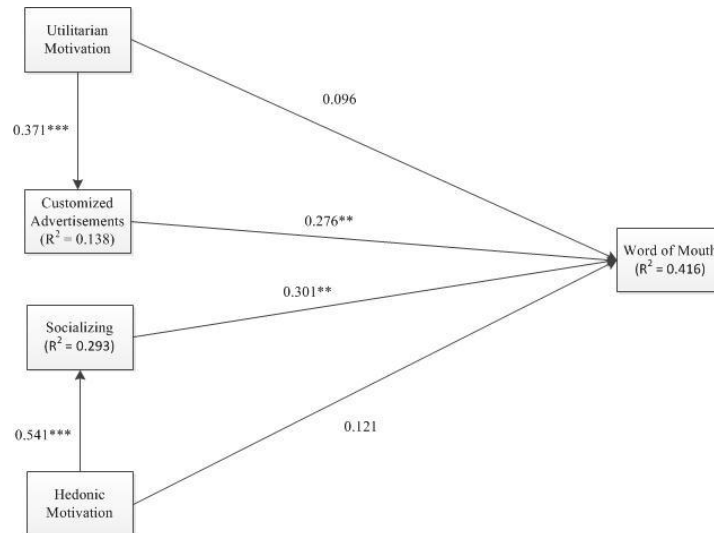 Utilitarian
Motivation
0.096
0.371***
Customized
Advertisements
(R² = 0.138)
0.276**
Word of Mouth
(R² = 0.416)
0.301**
Socializing
(R² = 0.293)
0.541***
0.121
Hedonic
Motivation